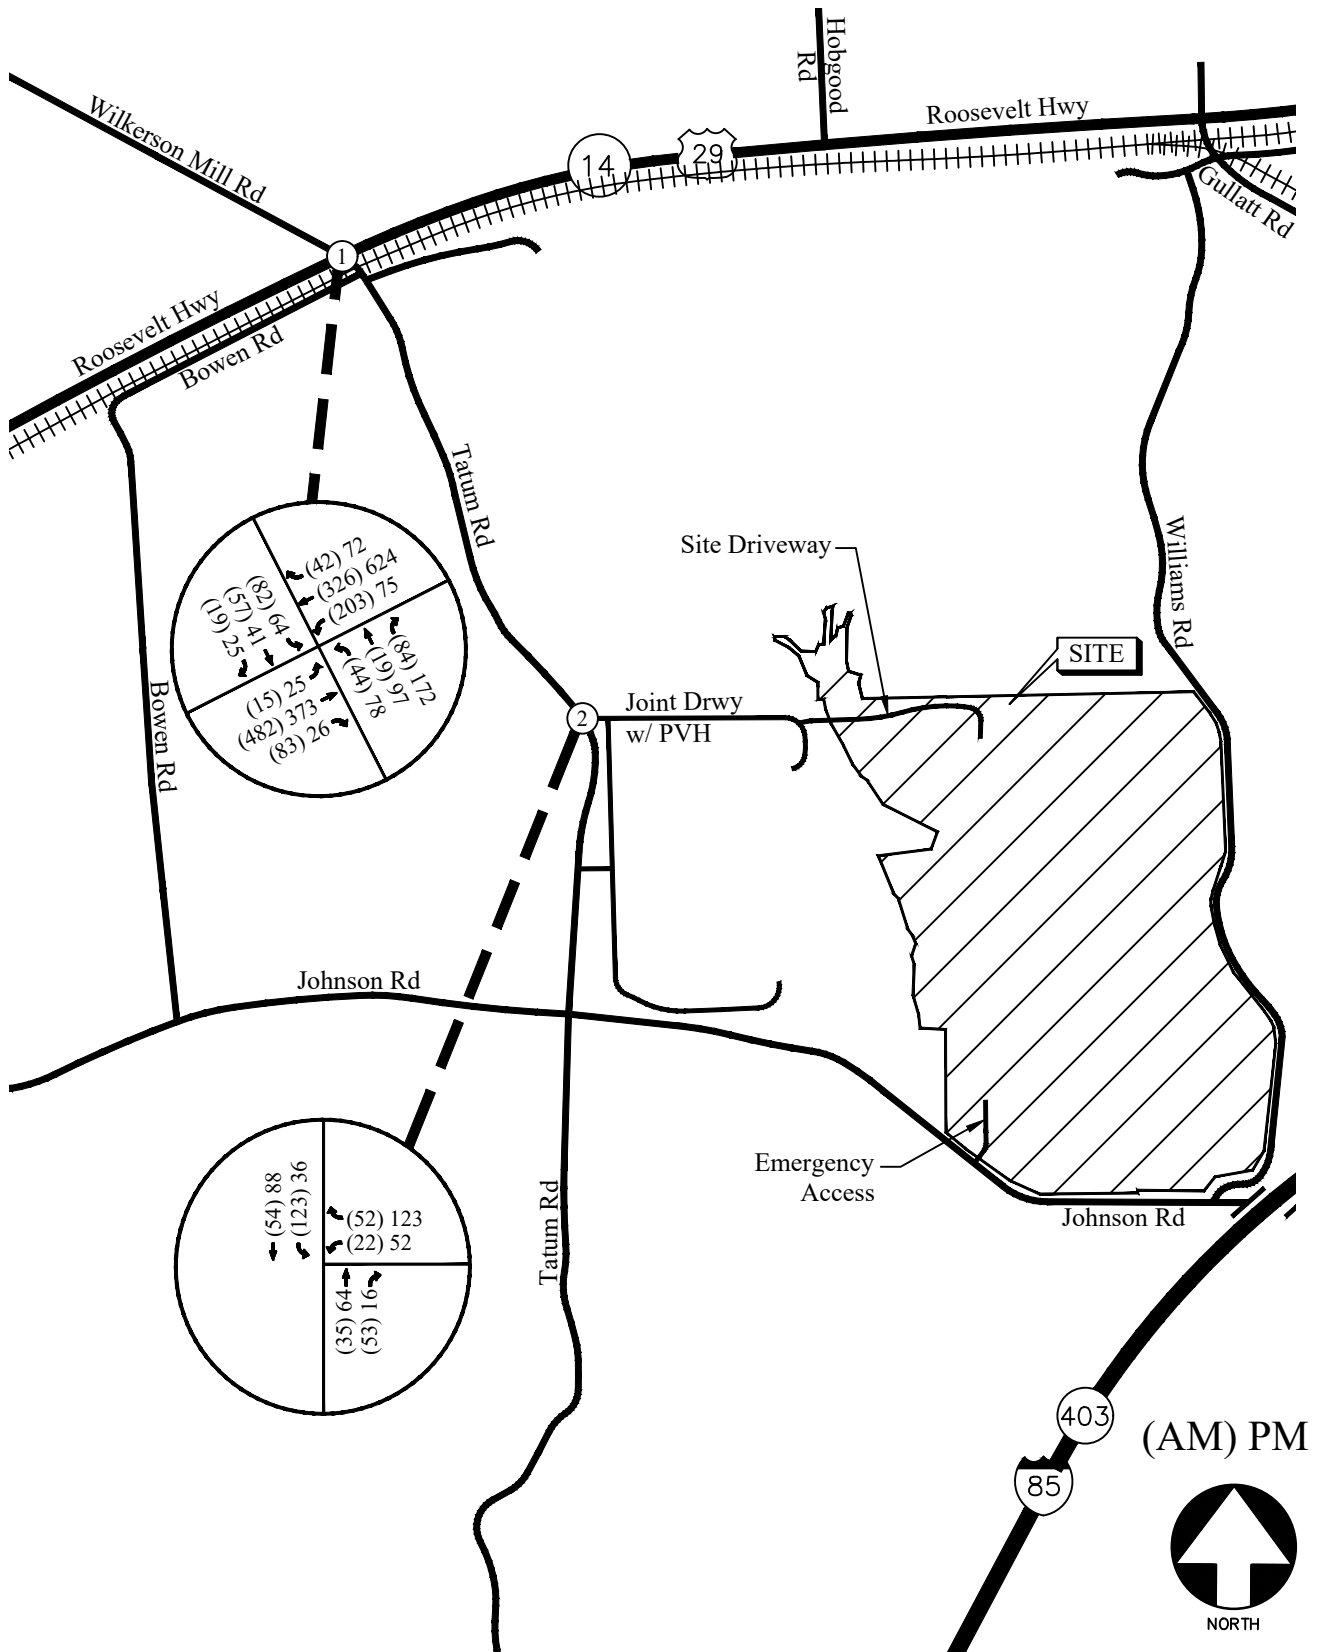 Hobgood
Rd
Wilkerson Mill Rd
Roosevelt Hwy
14
29
Gullatt Rd
1
Roosevelt Hwy
Bowen Rd
Tatum Rd
(42) 72
(326) 624
(203) 75
(82) 64
(57) 41
(19) 25
(84) 172
(19) 97
(44) 78
(15) 25
(482) 373
(83) 26
Site Driveway
Williams Rd
SITE
Bowen Rd
2
Joint Drwy
w/ PVH
Johnson Rd
Emergency
Access
Johnson Rd
Tatum Rd
(54) 88
(123) 36
(52) 123
(22) 52
(35) 64
(53) 16
403
85
(AM) PM
NORTH